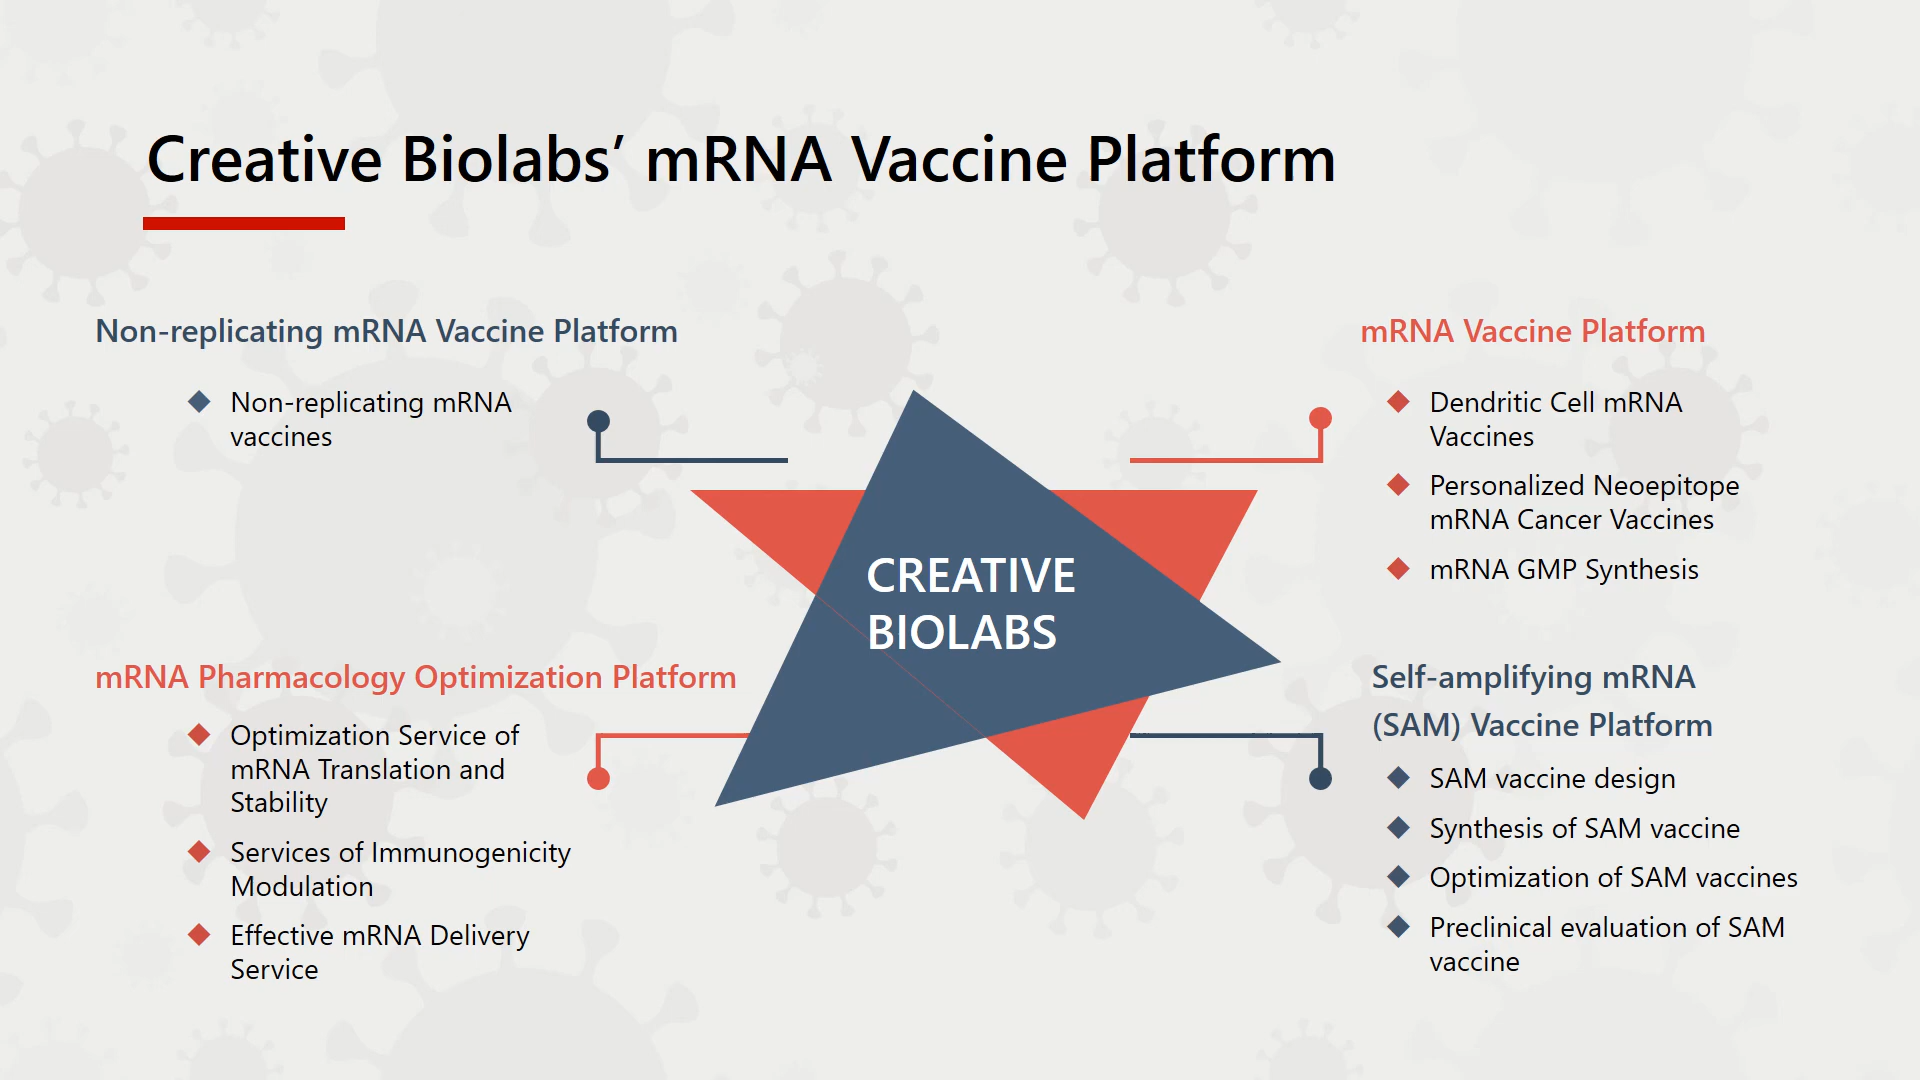 Creative Biolabs’ mRNA Vaccine Platform
Non-replicating mRNA Vaccine Platform
Non-replicating mRNA
vaccines
mRNA Vaccine Platform
Dendritic Cell mRNA
Vaccines
Personalized Neoepitope
mRNA Cancer Vaccines
mRNA GMP Synthesis
CREATIVE
BIOLABS
mRNA Pharmacology Optimization Platform
Optimization Service of
mRNA Translation and
Stability
Services of Immunogenicity
Modulation
Effective mRNA Delivery
Service
Self-amplifying mRNA
(SAM) Vaccine Platform
SAM vaccine design
Synthesis of SAM vaccine
Optimization of SAM vaccines
Preclinical evaluation of SAM
vaccine